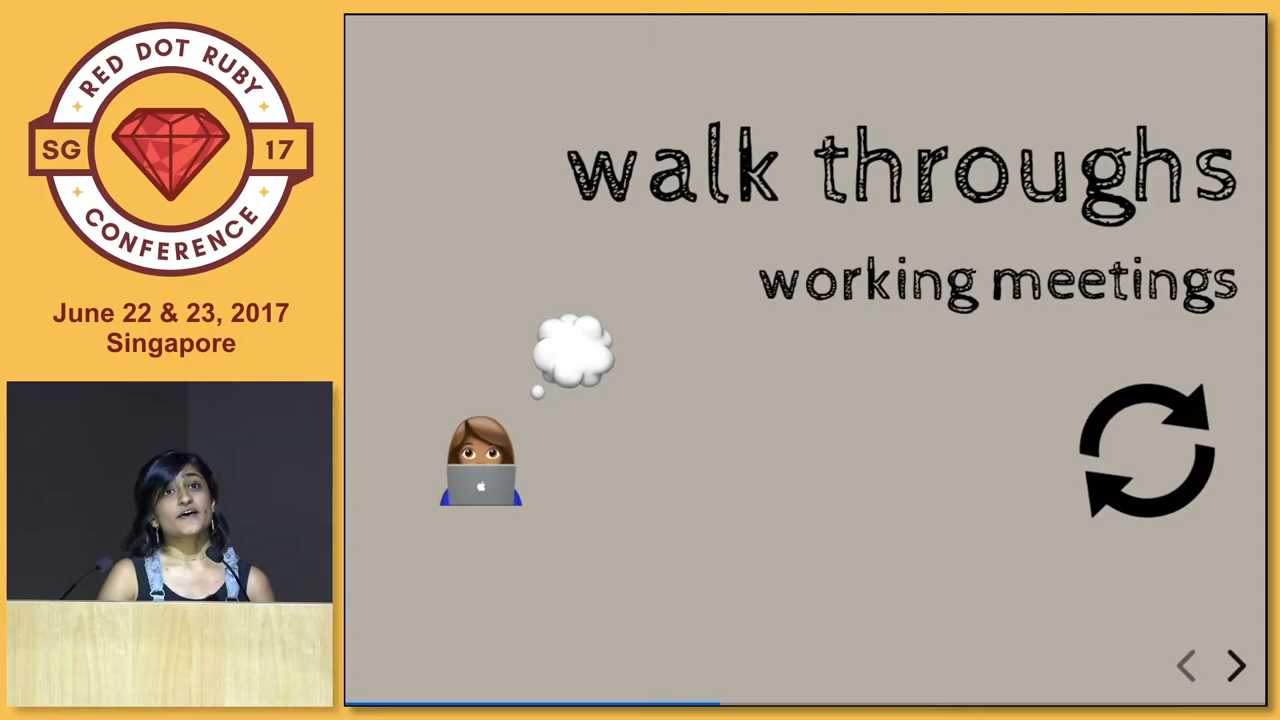 RED DOT RUBY
SG
17
CONFERENCE
June 22 & 23, 2017
Singapore
walk throughs
working meetings